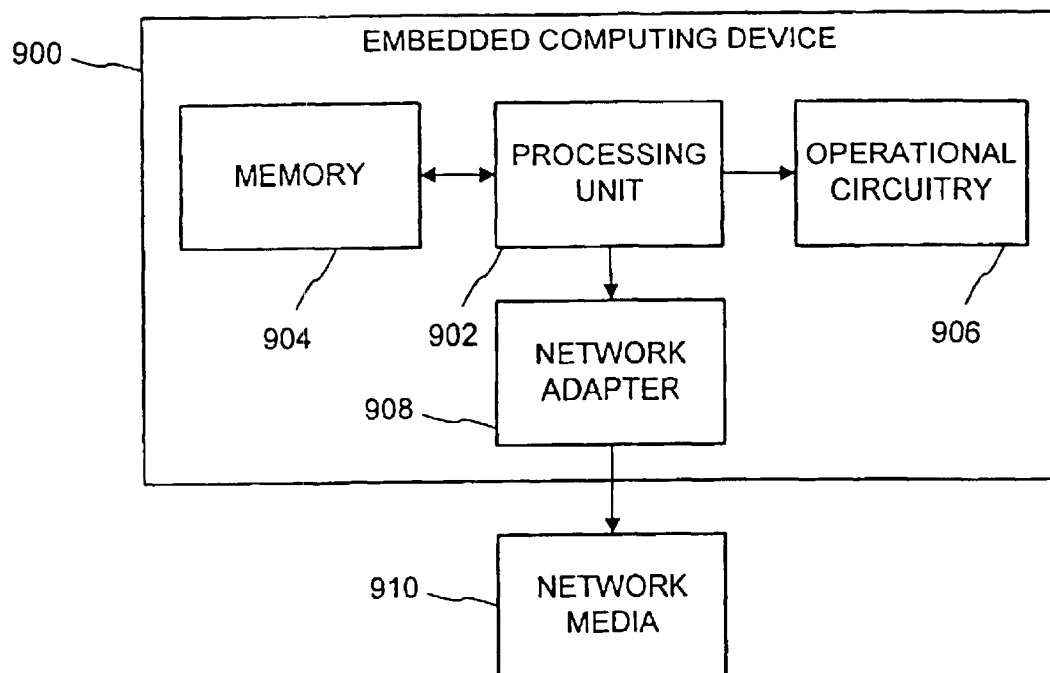 EMBEDDED COMPUTING DEVICE
900
MEMORY
PROCESSING
UNIT
OPERATIONAL
CIRCUITRY
904
902
906
NETWORK
ADAPTER
908
910
NETWORK
MEDIA